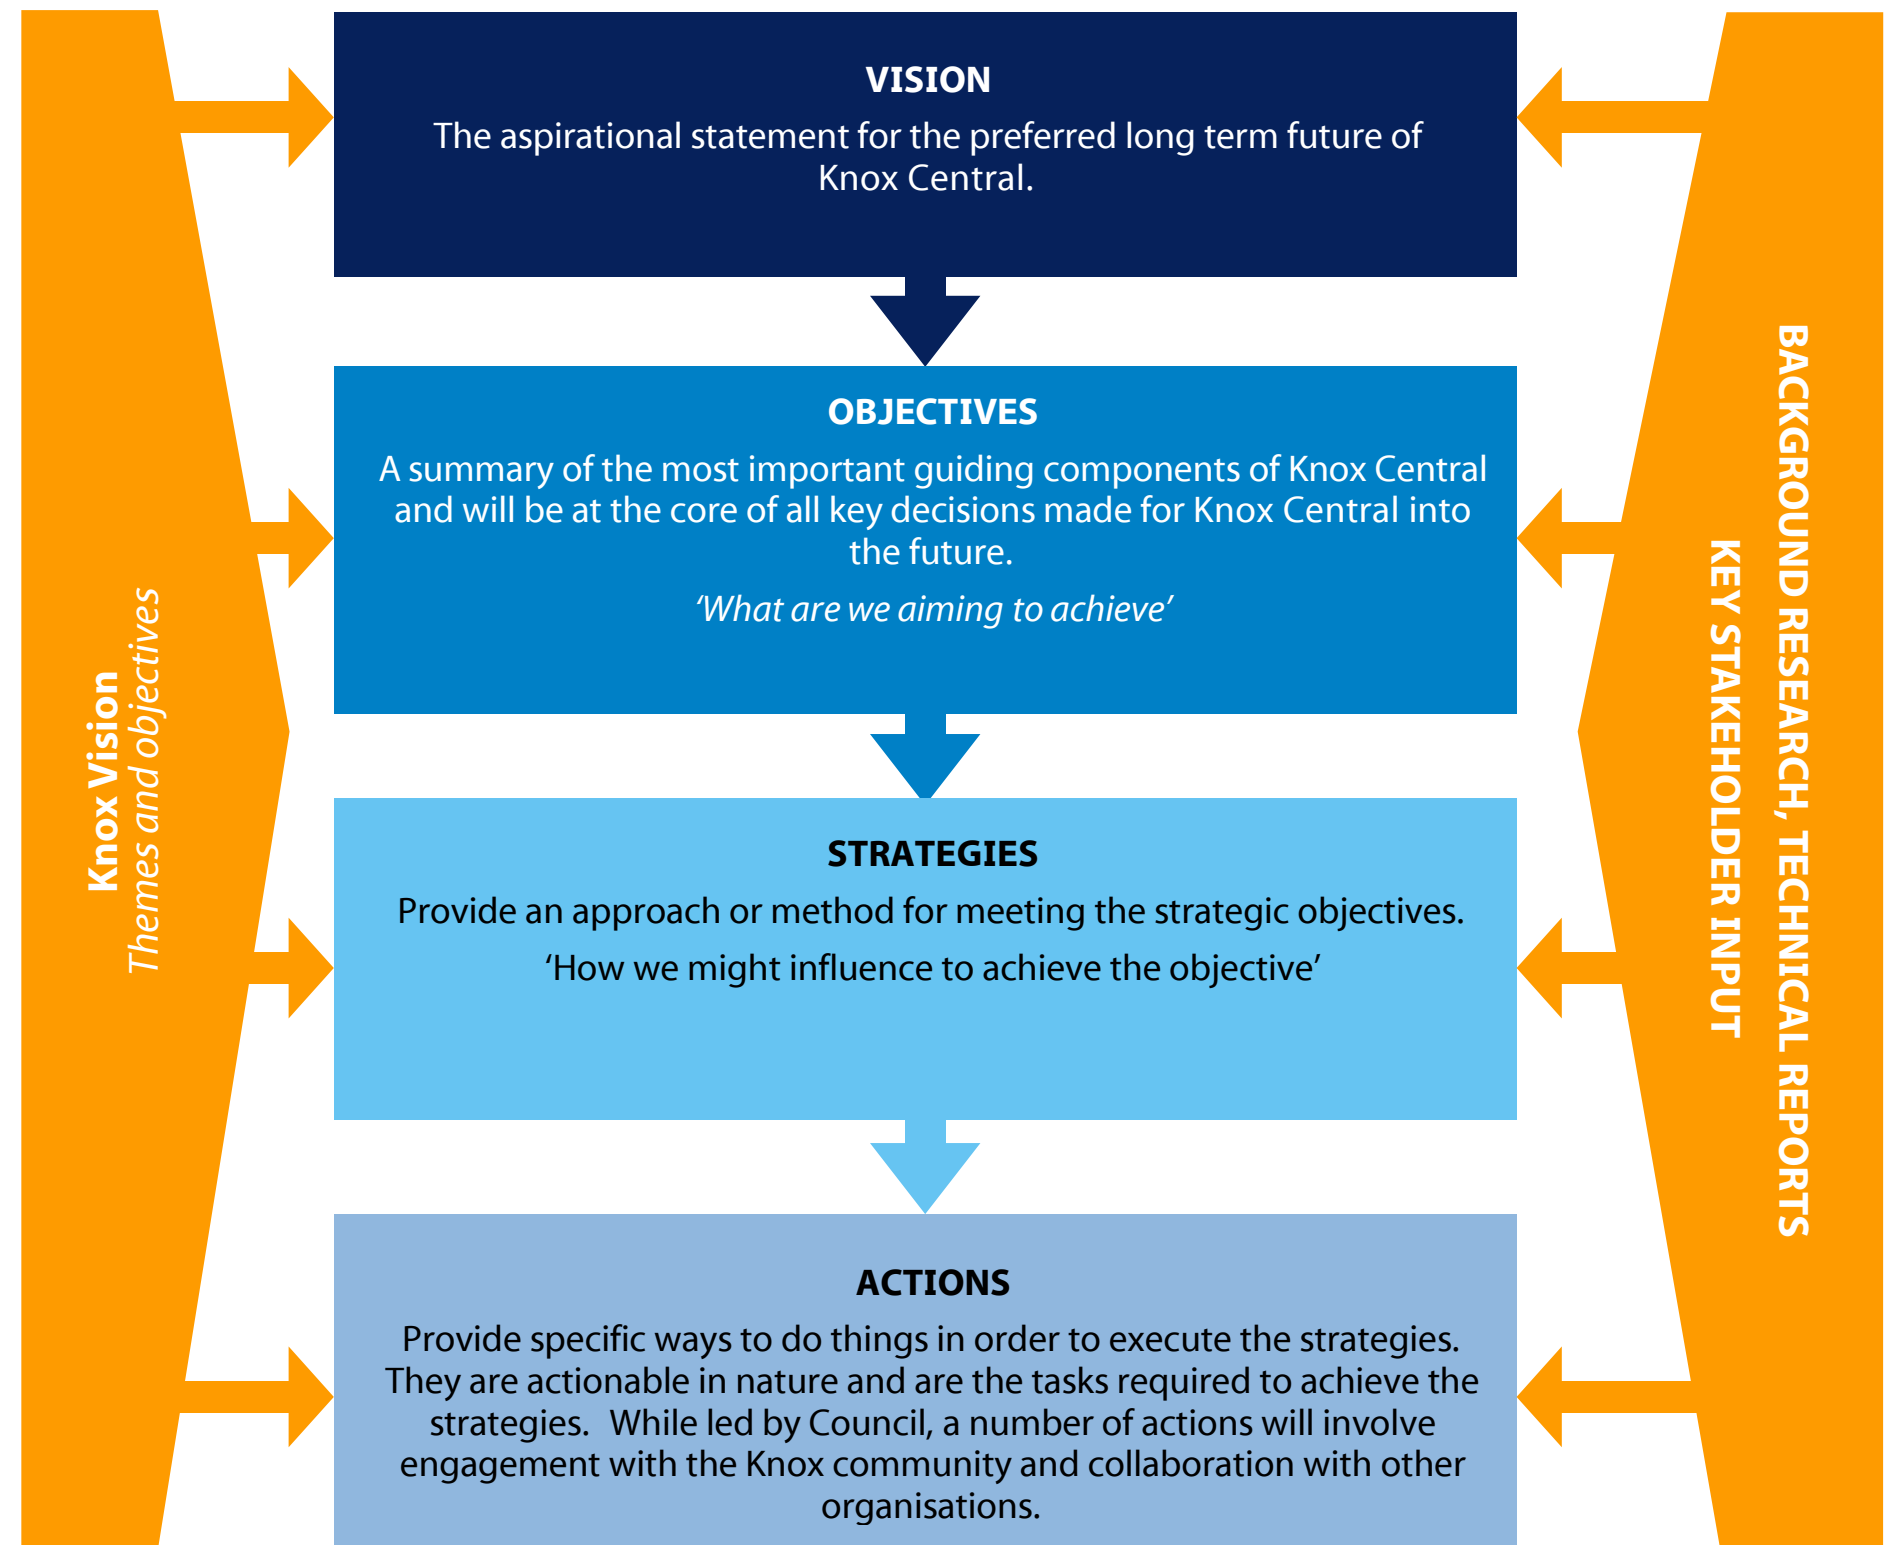 VISION
The aspirational statement for the preferred long term future of
Knox Central.
OBJECTIVES
A summary of the most important guiding components of Knox Central
and will be at the core of all key decisions made for Knox Central into
the future.
‘What are we aiming to achieve’
STRATEGIES
Provide an approach or method for meeting the strategic objectives.
‘How we might influence to achieve the objective’
ACTIONS
Provide specific ways to do things in order to execute the strategies.
They are actionable in nature and are the tasks required to achieve the
strategies.  While led by Council, a number of actions will involve
engagement with the Knox community and collaboration with other
organisations.
Knox Vision
Themes and objectives
BACKGROUND RESEARCH, TECHNICAL REPORTS
KEY STAKEHOLDER INPUT